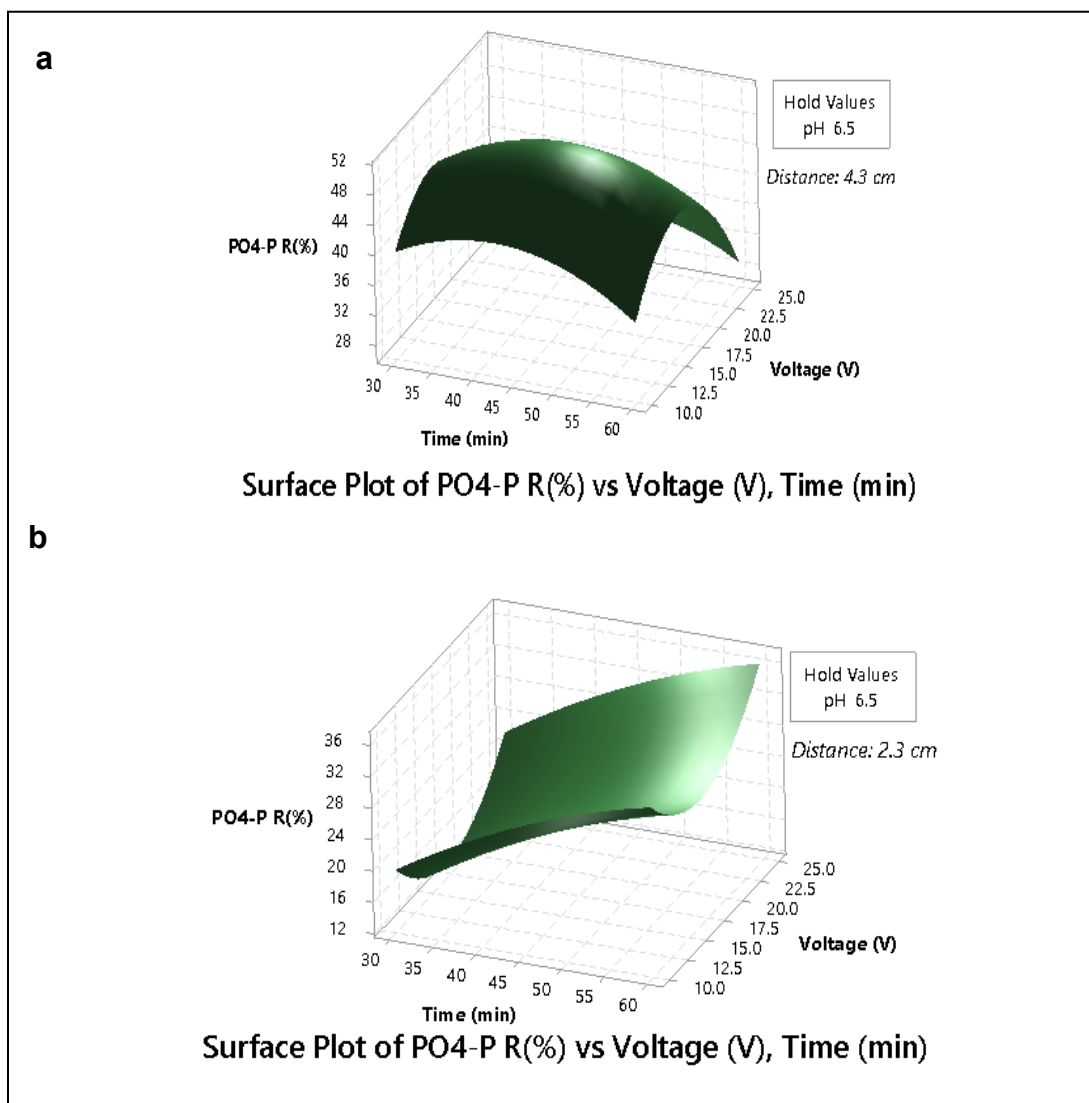 a
Hold Values
pH 6.5
Distance: 4.3 cm
52
48
44
40
36
32
28
PO4-P R(%)
30
35
40
45
50
55
60
Time (min)
25.0
22.5
20.0
17.5
15.0
12.5
10.0
Voltage (V)
Surface Plot of PO4-P R(%) vs Voltage (V), Time (min)
b
Hold Values
pH 6.5
Distance: 2.3 cm
36
32
28
24
20
16
12
PO4-P R(%)
30
35
40
45
50
55
60
Time (min)
25.0
22.5
20.0
17.5
15.0
12.5
10.0
Voltage (V)
Surface Plot of PO4-P R(%) vs Voltage (V), Time (min)